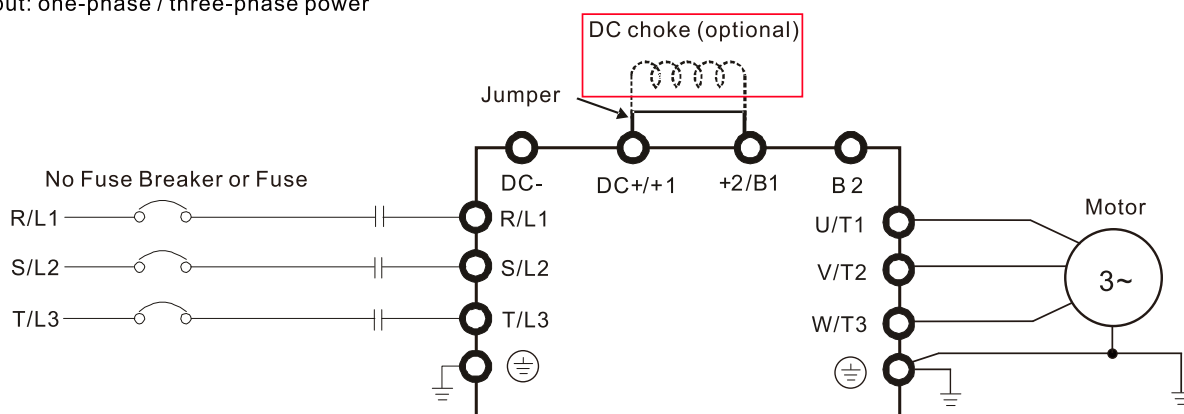 put: one-phase / three-phase power
DC choke (optional)
Jumper
No Fuse Breaker or Fuse
DC-
DC+/+1
+2/B1
B 2
Motor
R/L1
R/L1
U/T1
S/L2
S/L2
V/T2
3~
T/L3
T/L3
W/T3